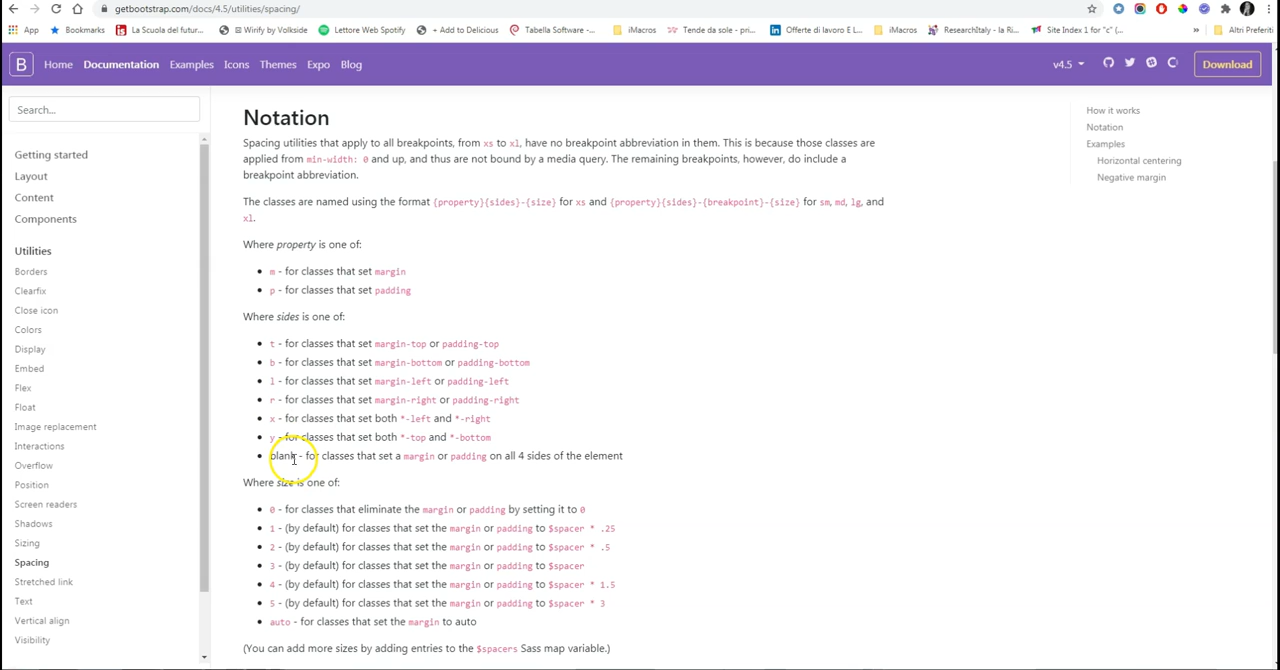 getbootstrap.com/docs/4.5/utilities/spacing/
App Bookmarks La Scuola del futur... @ Wirify by Volkside Lettore Web Spotify + Add to Delicious Tabella Software -... iMacros Tende da sole - pri... Offerte di lavoro E L... iMacros ResearchItaly - la Ri... Site Index 1 for "c" (... » Altri Preferiti
B Home Documentation Examples Icons Themes Expo Blog v4.5 Download
Search...
Getting started
Layout
Content
Components
Utilities
Borders
Clearfix
Close icon
Colors
Display
Embed
Flex
Float
Image replacement
Interactions
Overflow
Position
Screen readers
Shadows
Sizing
Spacing
Stretched link
Text
Vertical align
Visibility
Notation
Spacing utilities that apply to all breakpoints, from xs to xl, have no breakpoint abbreviation in them. This is because those classes are
applied from min-width: 0 and up, and thus are not bound by a media query. The remaining breakpoints, however, do include a
breakpoint abbreviation.
The classes are named using the format {property}{sides}-{size} for xs and {property}{sides}-{breakpoint}-{size} for sm, md, lg, and
xl.
Where property is one of:
• m - for classes that set margin
• p - for classes that set padding
Where sides is one of:
• t - for classes that set margin-top or padding-top
• b - for classes that set margin-bottom or padding-bottom
• l - for classes that set margin-left or padding-left
• r - for classes that set margin-right or padding-right
• x - for classes that set both *-left and *-right
• y - for classes that set both *-top and *-bottom
• blank - for classes that set a margin or padding on all 4 sides of the element
Where size is one of:
• 0 - for classes that eliminate the margin or padding by setting it to 0
• 1 - (by default) for classes that set the margin or padding to $spacer * .25
• 2 - (by default) for classes that set the margin or padding to $spacer * .5
• 3 - (by default) for classes that set the margin or padding to $spacer
• 4 - (by default) for classes that set the margin or padding to $spacer * 1.5
• 5 - (by default) for classes that set the margin or padding to $spacer * 3
• auto - for classes that set the margin to auto
(You can add more sizes by adding entries to the $spacers Sass map variable.)
How it works
Notation
Examples
Horizontal centering
Negative margin